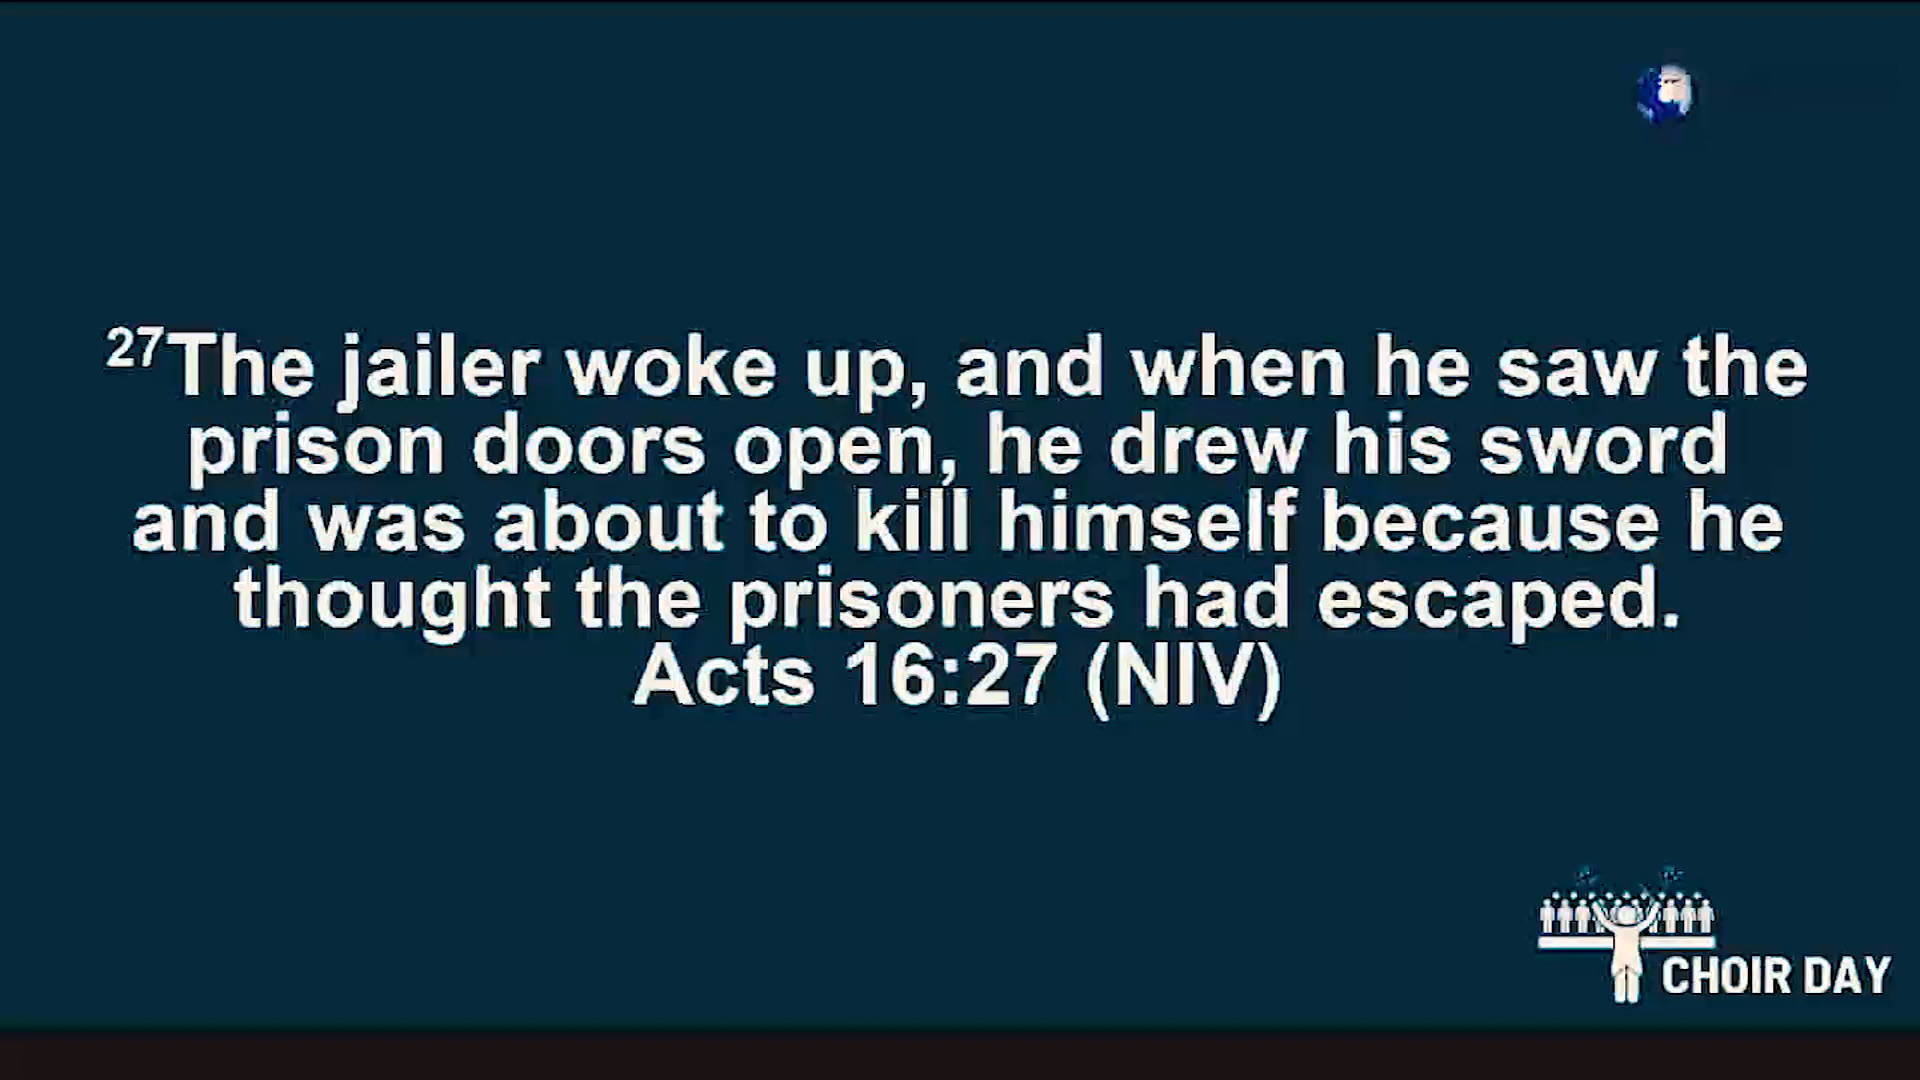 27The jailer woke up, and when he saw the
prison doors open, he drew his sword
and was about to kill himself because he
thought the prisoners had escaped.
Acts 16:27 (NIV)
CHOIR DAY